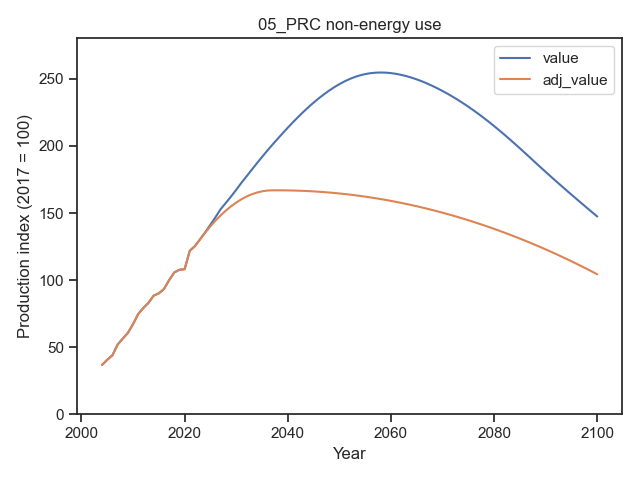 05_PRC non-energy use
value
adj_value
Production index (2017 = 100)
250
200
150
100
50
0
2000 2020 2040 2060 2080 2100
Year